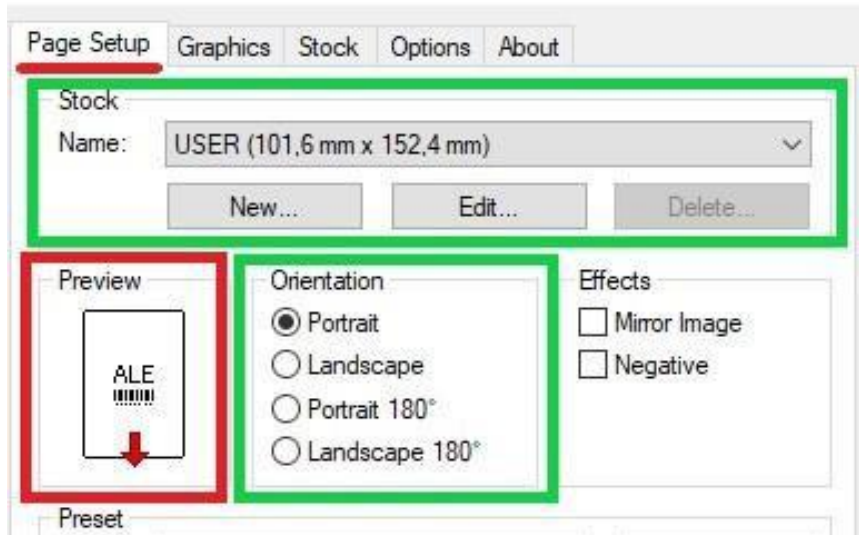 Page Setup Graphics Stock Options About
Stock
Name: USER (101,6 mm x 152,4 mm)
New... Edit... Delete...
Preview Orientation Effects
Portrait Mirror Image
Landscape Negative
ALE
Portrait 180°
Landscape 180°
Preset